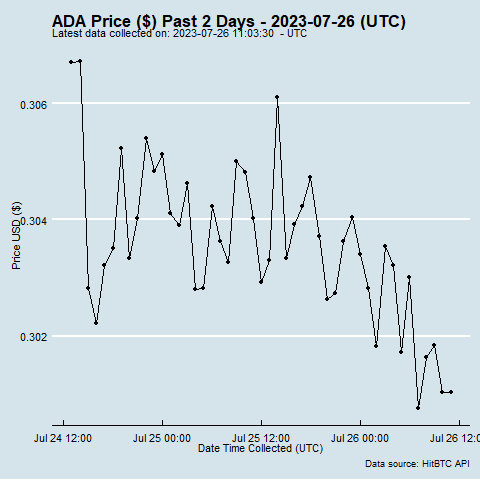 ADA Price ($) Past 2 Days - 2023-07-26 (UTC)
Latest data collected on: 2023-07-26 11:03:30 - UTC
0.306
0.304
0.302
Price USD ($)
Jul 24 12:00 Jul 25 00:00 Jul 25 12:00 Jul 26 00:00 Jul 26 12:00
Date Time Collected (UTC)
Data source: HitBTC API